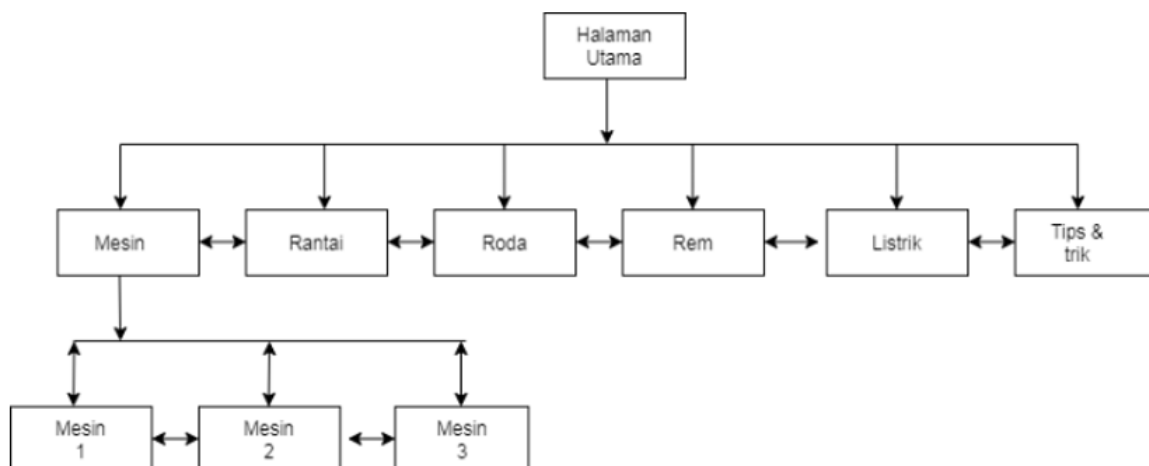 Halaman
Utama
Mesin
Rantai
Roda
Rem
Listrik
Tips &
trik
Mesin
1
Mesin
2
Mesin
3